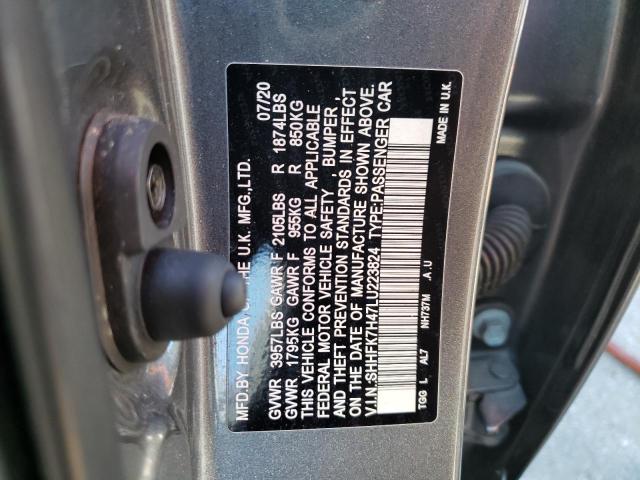 MFD.BY HONDA OF THE U.K. MFG.,LTD. 07/20
GVWR 3957LBS GAWR F 2105LBS R 1874LBS
GVWR 1795KG GAWR F 955KG R 850KG
THIS VEHICLE CONFORMS TO ALL APPLICABLE
FEDERAL MOTOR VEHICLE SAFETY , BUMPER ,
AND THEFT PREVENTION STANDARDS IN EFFECT
ON THE DATE OF MANUFACTURE SHOWN ABOVE.
V.I.N.:SHHFK7H47LU223824 TYPE:PASSENGER CAR
TGG L AL7 NH737M A U MADE IN U.K.